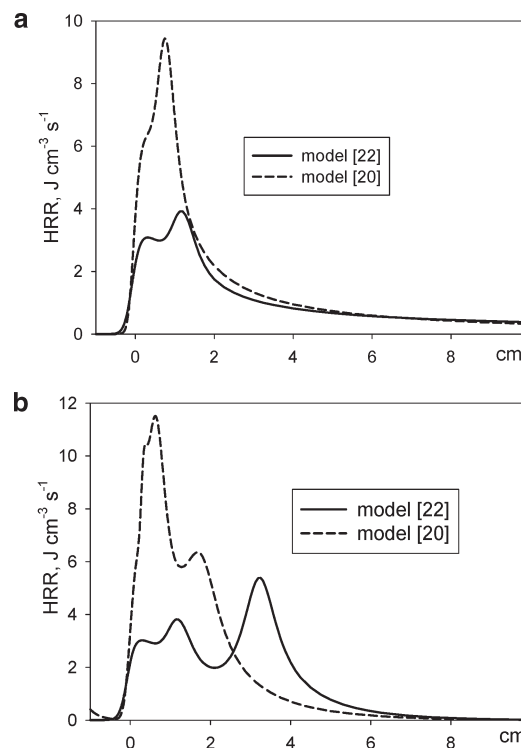 a
10
8
6
4
2
0
HRR, J cm⁻³ s⁻¹
model [22]
model [20]
0 2 4 6 8 cm
b
12
10
8
6
4
2
0
HRR, J cm⁻³ s⁻¹
model [22]
model [20]
0 2 4 6 8 cm